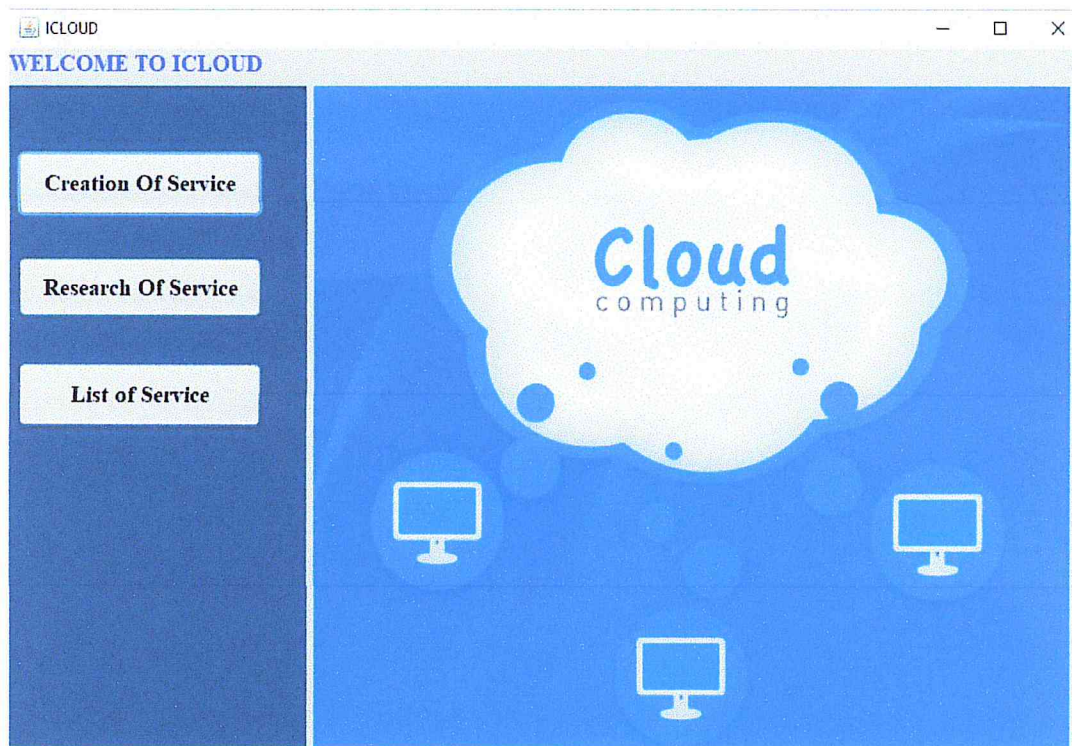 ICLOUD
WELCOME TO ICLOUD
Creation Of Service
Research Of Service
List of Service
Cloud
computing